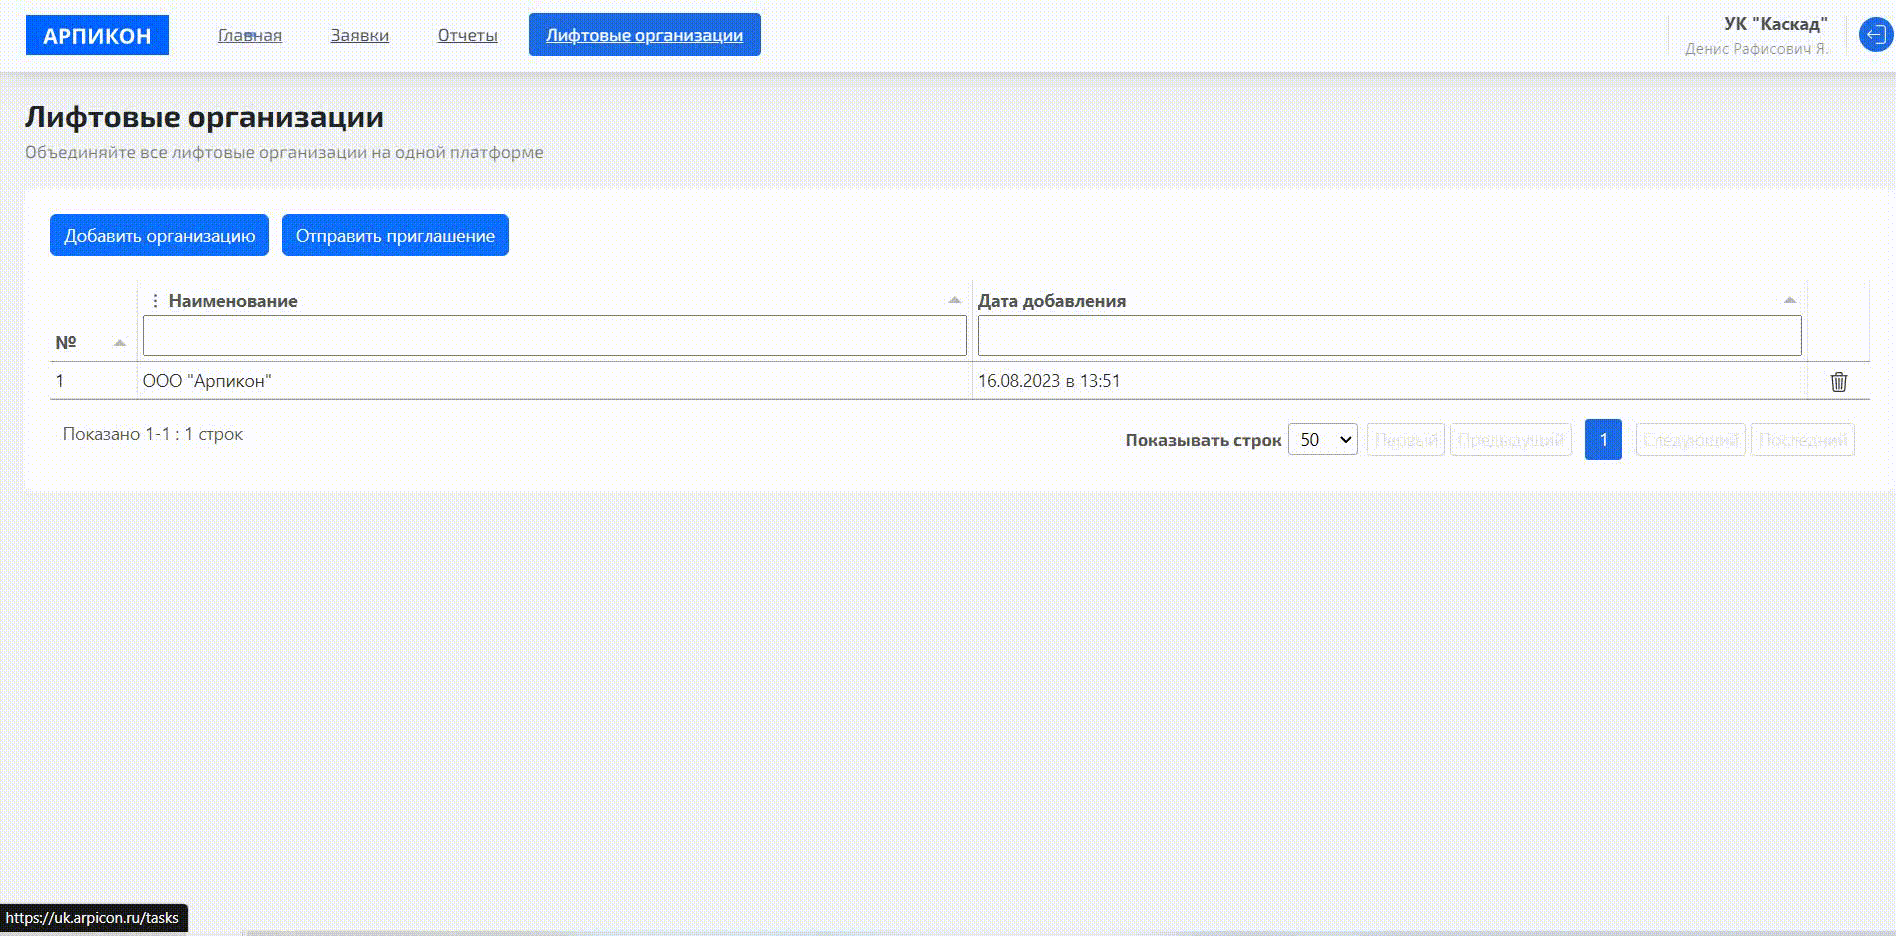 АРПИКОН
Главная
Заявки
Отчеты
Лифтовые организации
УК "Каскад"
Денис Рафисович Я.
Лифтовые организации
Объединяйте все лифтовые организации на одной платформе
Добавить организацию
Отправить приглашение
№
Наименование
Дата добавления
1
ООО "Арпикон"
16.08.2023 в 13:51
Показано 1-1 : 1 строк
Показывать строк
50
Первый
Предыдущий
1
Следующий
Последний
https://uk.arpicon.ru/tasks